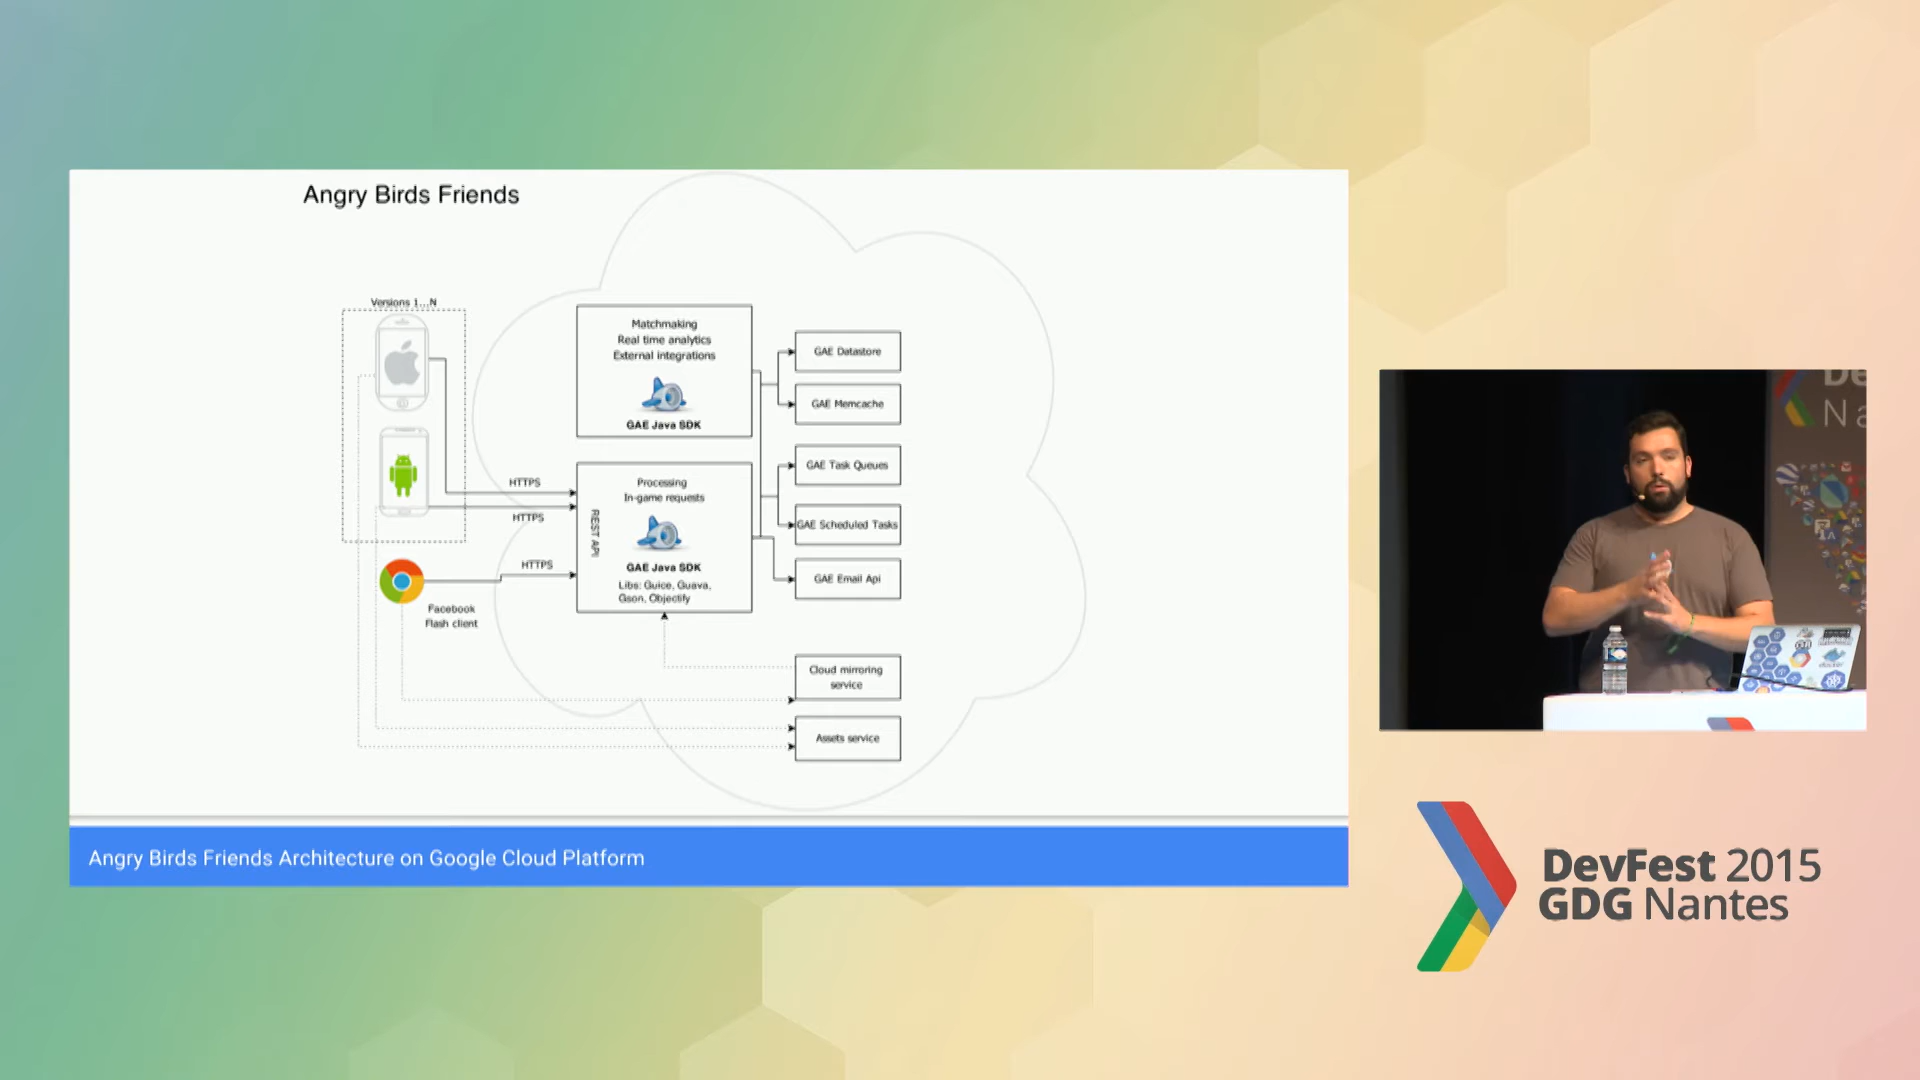 Angry Birds Friends
Versions 1...N
Matchmaking
Real time analytics
External integrations
GAE Java SDK
GAE Datastore
GAE Memcache
GAE Task Queues
GAE Scheduled Tasks
GAE Email Api
HTTPS
HTTPS
HTTPS
REST API
Processing
In-game requests
GAE Java SDK
Libs: Guice, Guava,
Gson, Objectify
Facebook
Flash client
Cloud mirroring
service
Assets service
Angry Birds Friends Architecture on Google Cloud Platform
De
Na
DevFest 2015
GDG Nantes